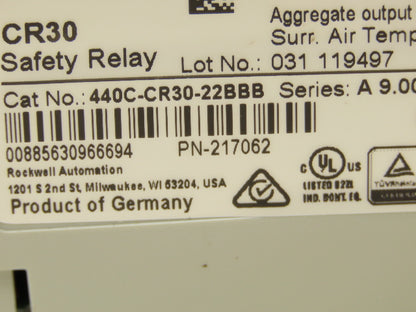 CR30
Safety Relay
Aggregate output
Surr. Air Temp
Lot No.: 031 119497
Cat No.: 440C-CR30-22BBB Series: A 9.00
00885630966694 PN-217062
Rockwell Automation
1201 S 2nd St, Milwaukee, WI 53204, USA
Product of Germany
C UL US
LISTED
IND. CONT. EQ.